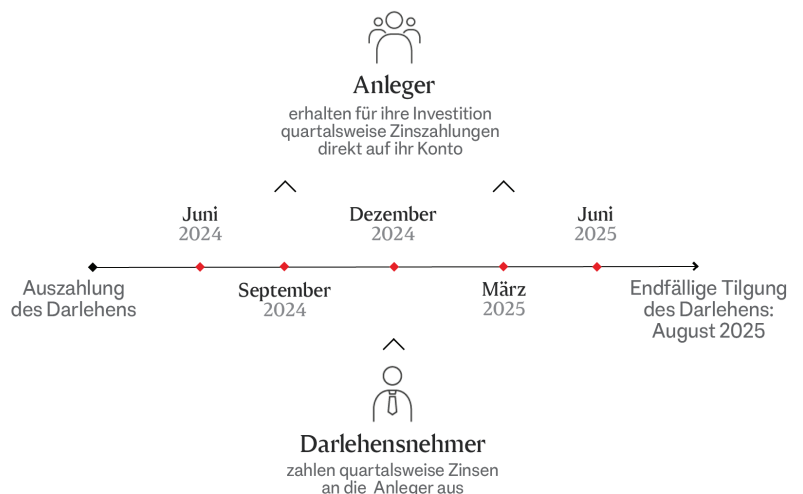 Anleger
erhalten für ihre Investition
quartalsweise Zinszahlungen
direkt auf ihr Konto
Juni
2024
Dezember
2024
Juni
2025
Auszahlung
des Darlehens
September
2024
März
2025
Endfällige Tilgung
des Darlehens:
August 2025
Darlehensnehmer
zahlen quartalsweise Zinsen
an die Anleger aus